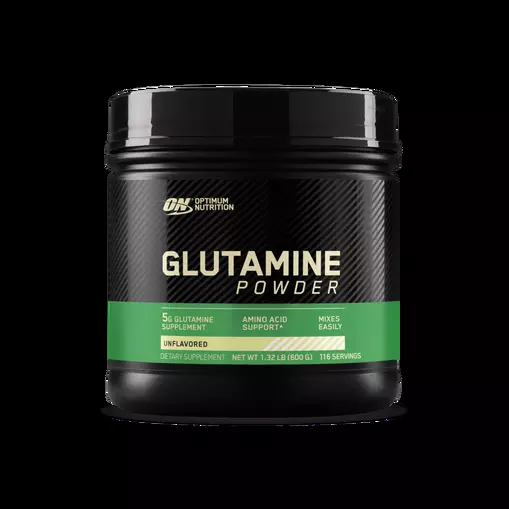 ON® OPTIMUM
NUTRITION
GLUTAMINE
POWDER
5G GLUTAMINE
SUPPLEMENT
AMINO ACID
SUPPORT^
MIXES
EASILY
UNFLAVORED
DIETARY SUPPLEMENT NET WT 1.32 LB (600 G) 116 SERVINGS